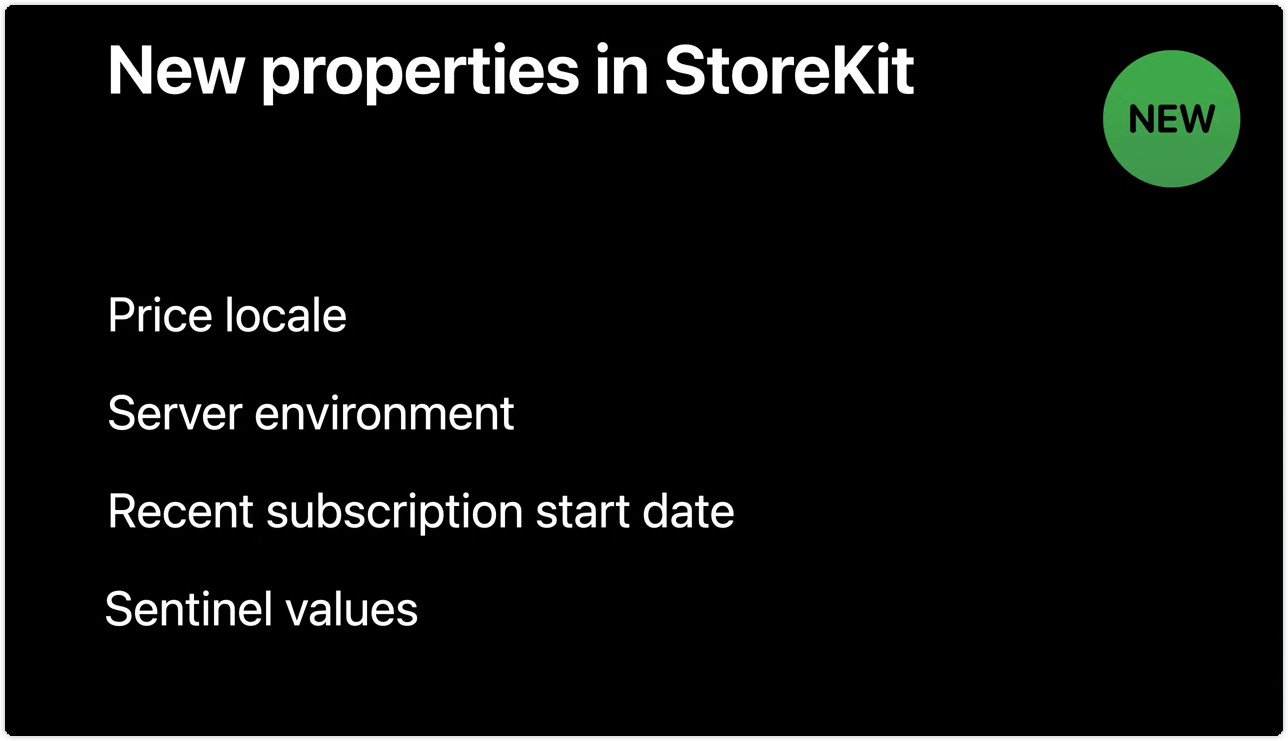 New properties in StoreKit
NEW
Price locale
Server environment
Recent subscription start date
Sentinel values